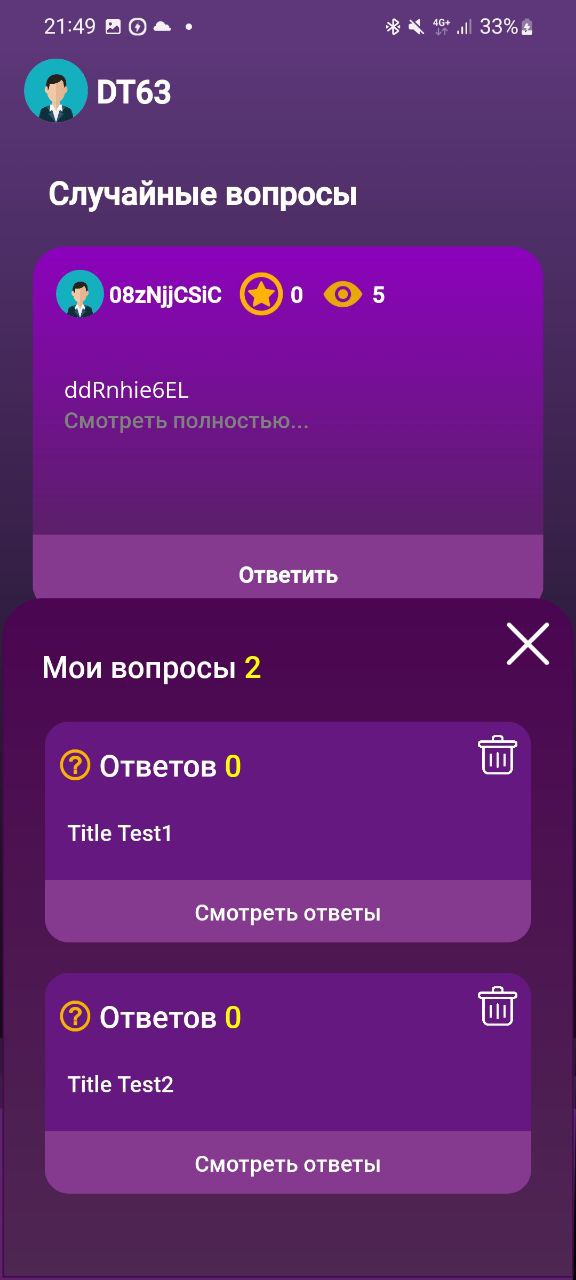 21:49 4G+ 33%
DT63
Случайные вопросы
08zNjjCSiC 0 5
ddRnhie6EL
Смотреть полностью...
Ответить
Мои вопросы 2
Ответов 0
Title Test1
Смотреть ответы
Ответов 0
Title Test2
Смотреть ответы